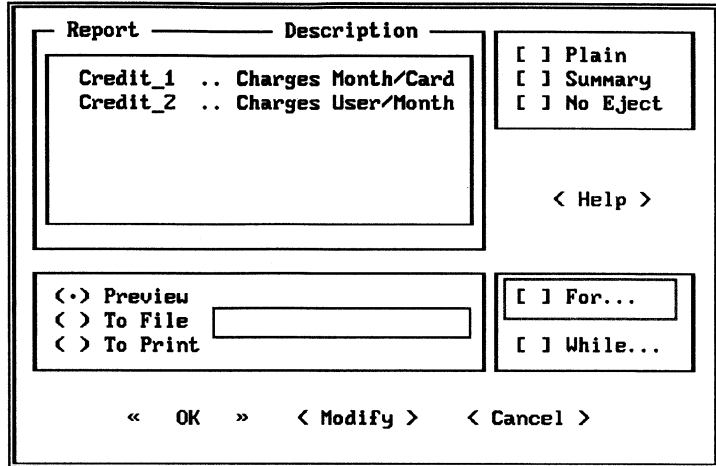 Report Description
Credit_1 .. Charges Month/Card
Credit_2 .. Charges User/Month
[ ] Plain
[ ] Summary
[ ] No Eject
< Help >
(·) Preview
( ) To File
( ) To Print
[ ] For...
[ ] While...
« OK » < Modify > < Cancel >